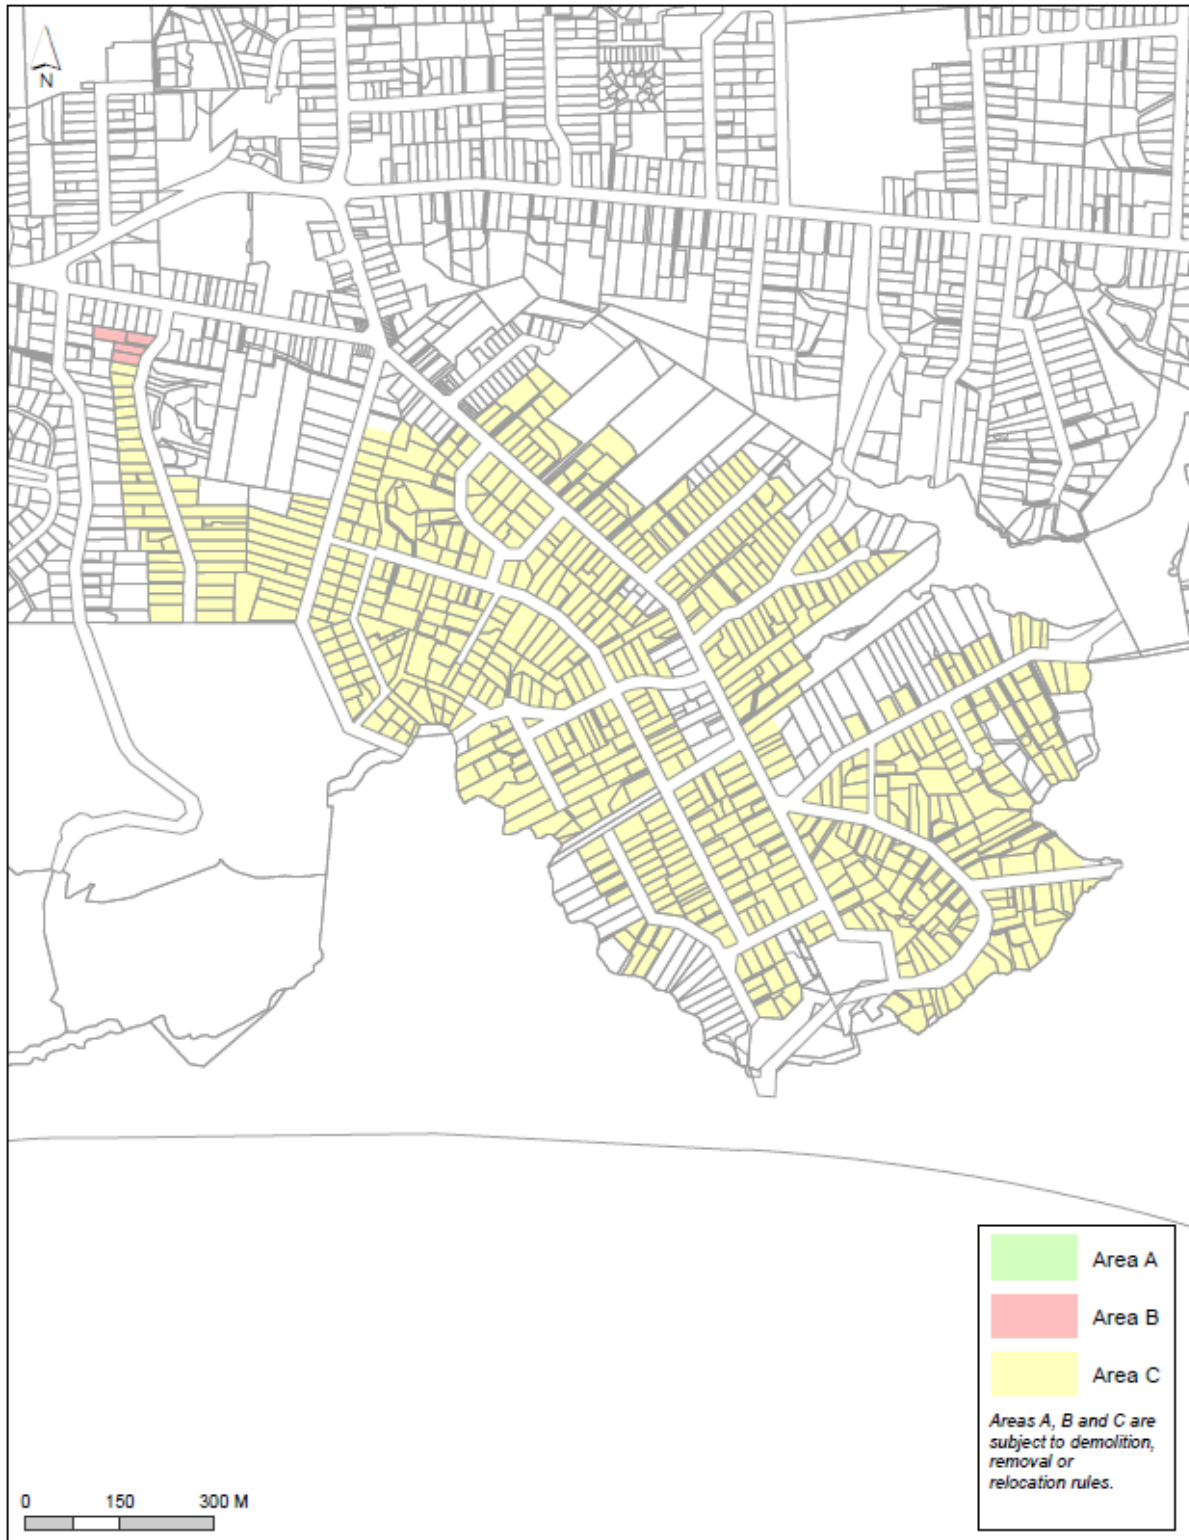 N
Area A
Area B
Area C
Areas A, B and C are
subject to demolition,
removal or
relocation rules.
0 150 300 M